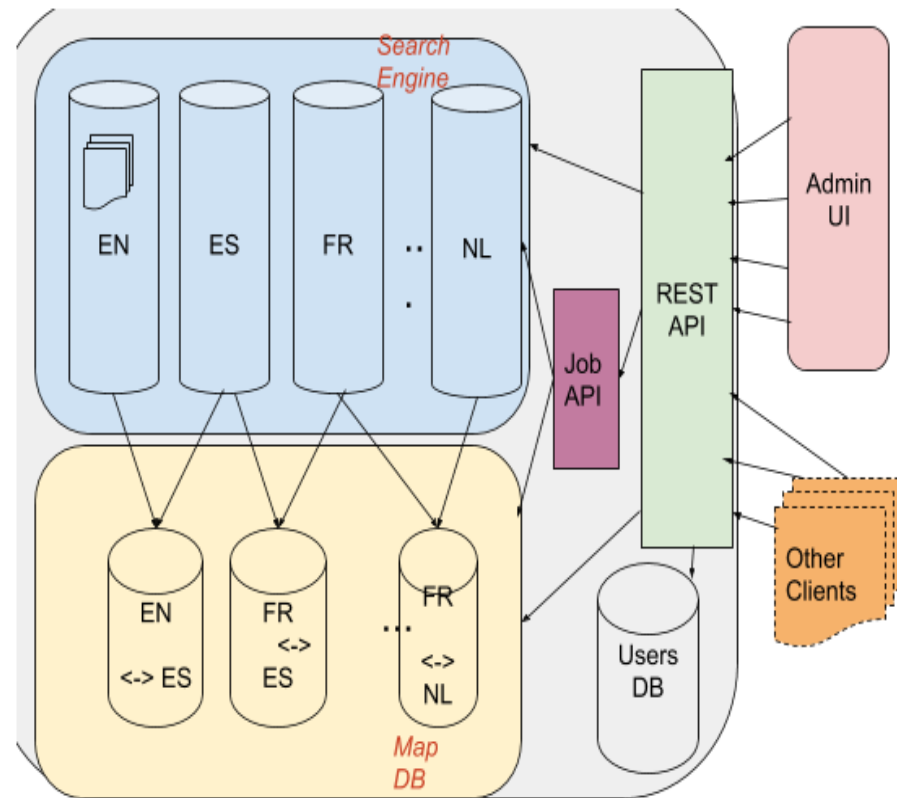 Search
Engine
EN
ES
FR
..
.
NL
REST
API
Admin
UI
Job
API
EN
<-> ES
FR
<->
ES
...
FR
<->
NL
Map
DB
Users
DB
Other
Clients